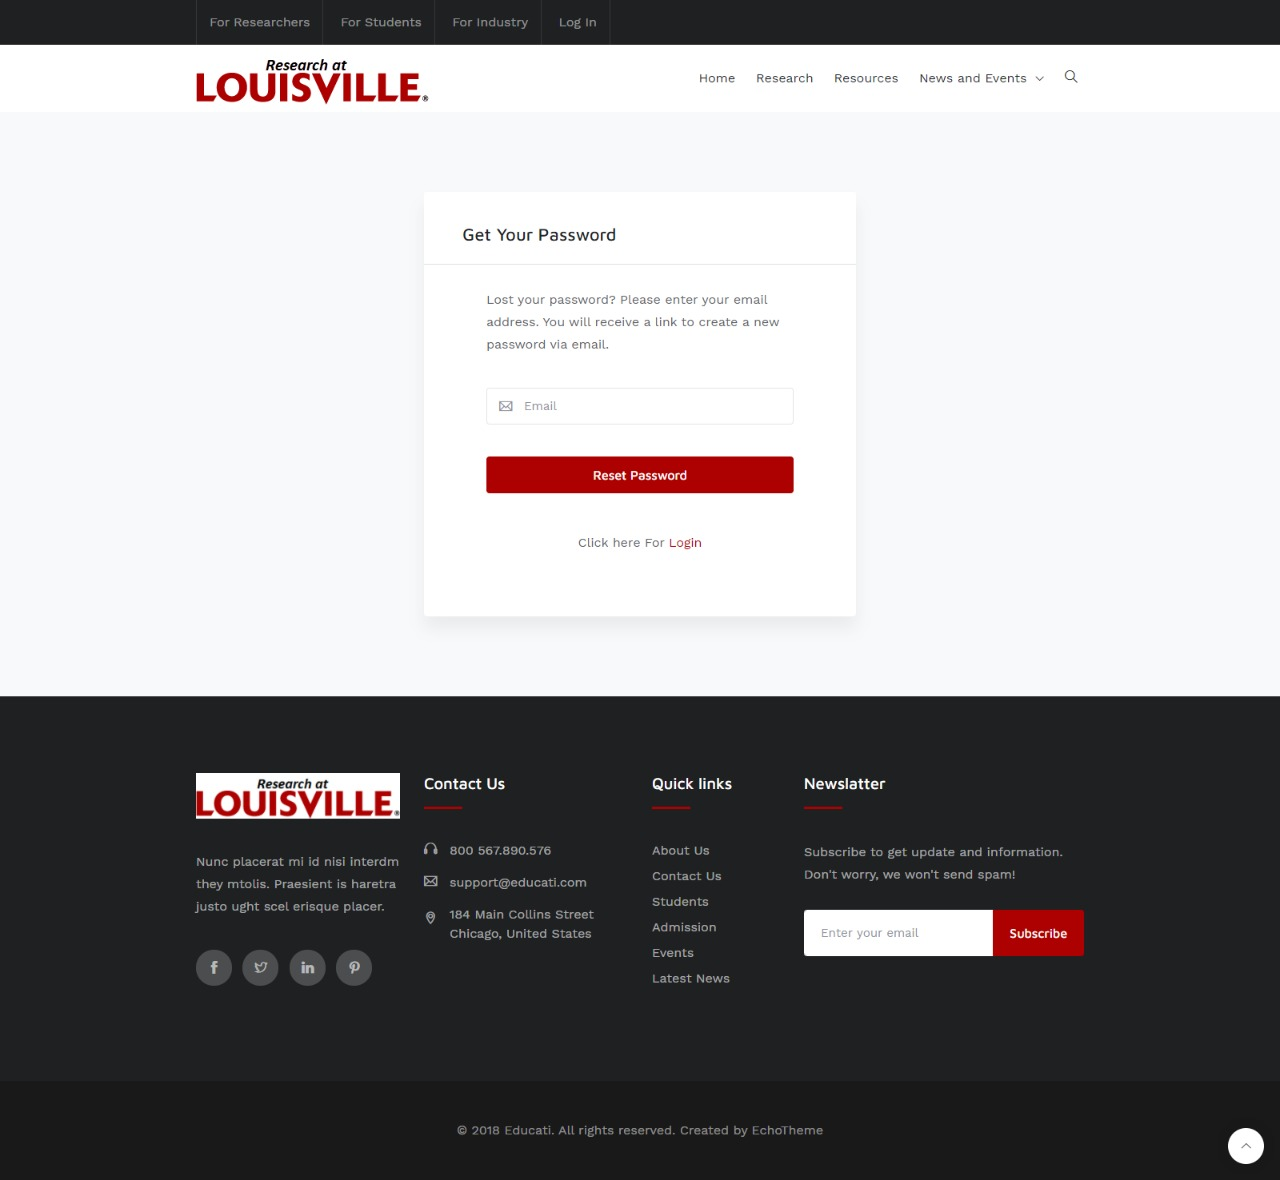 For Researchers
For Students
For Industry
Log In
Research at
LOUISVILLE®
Home
Research
Resources
News and Events
Get Your Password
Lost your password? Please enter your email
address. You will receive a link to create a new
password via email.
Email
Reset Password
Click here For Login
Research at
LOUISVILLE®
Nunc placerat mi id nisi interdm
they mtolis. Praesient is haretra
justo ught scel erisque placer.
Contact Us
800 567.890.576
support@educati.com
184 Main Collins Street
Chicago, United States
Quick links
About Us
Contact Us
Students
Admission
Events
Latest News
Newslatter
Subscribe to get update and information.
Don't worry, we won't send spam!
Enter your email
Subscribe
© 2018 Educati. All rights reserved. Created by EchoTheme